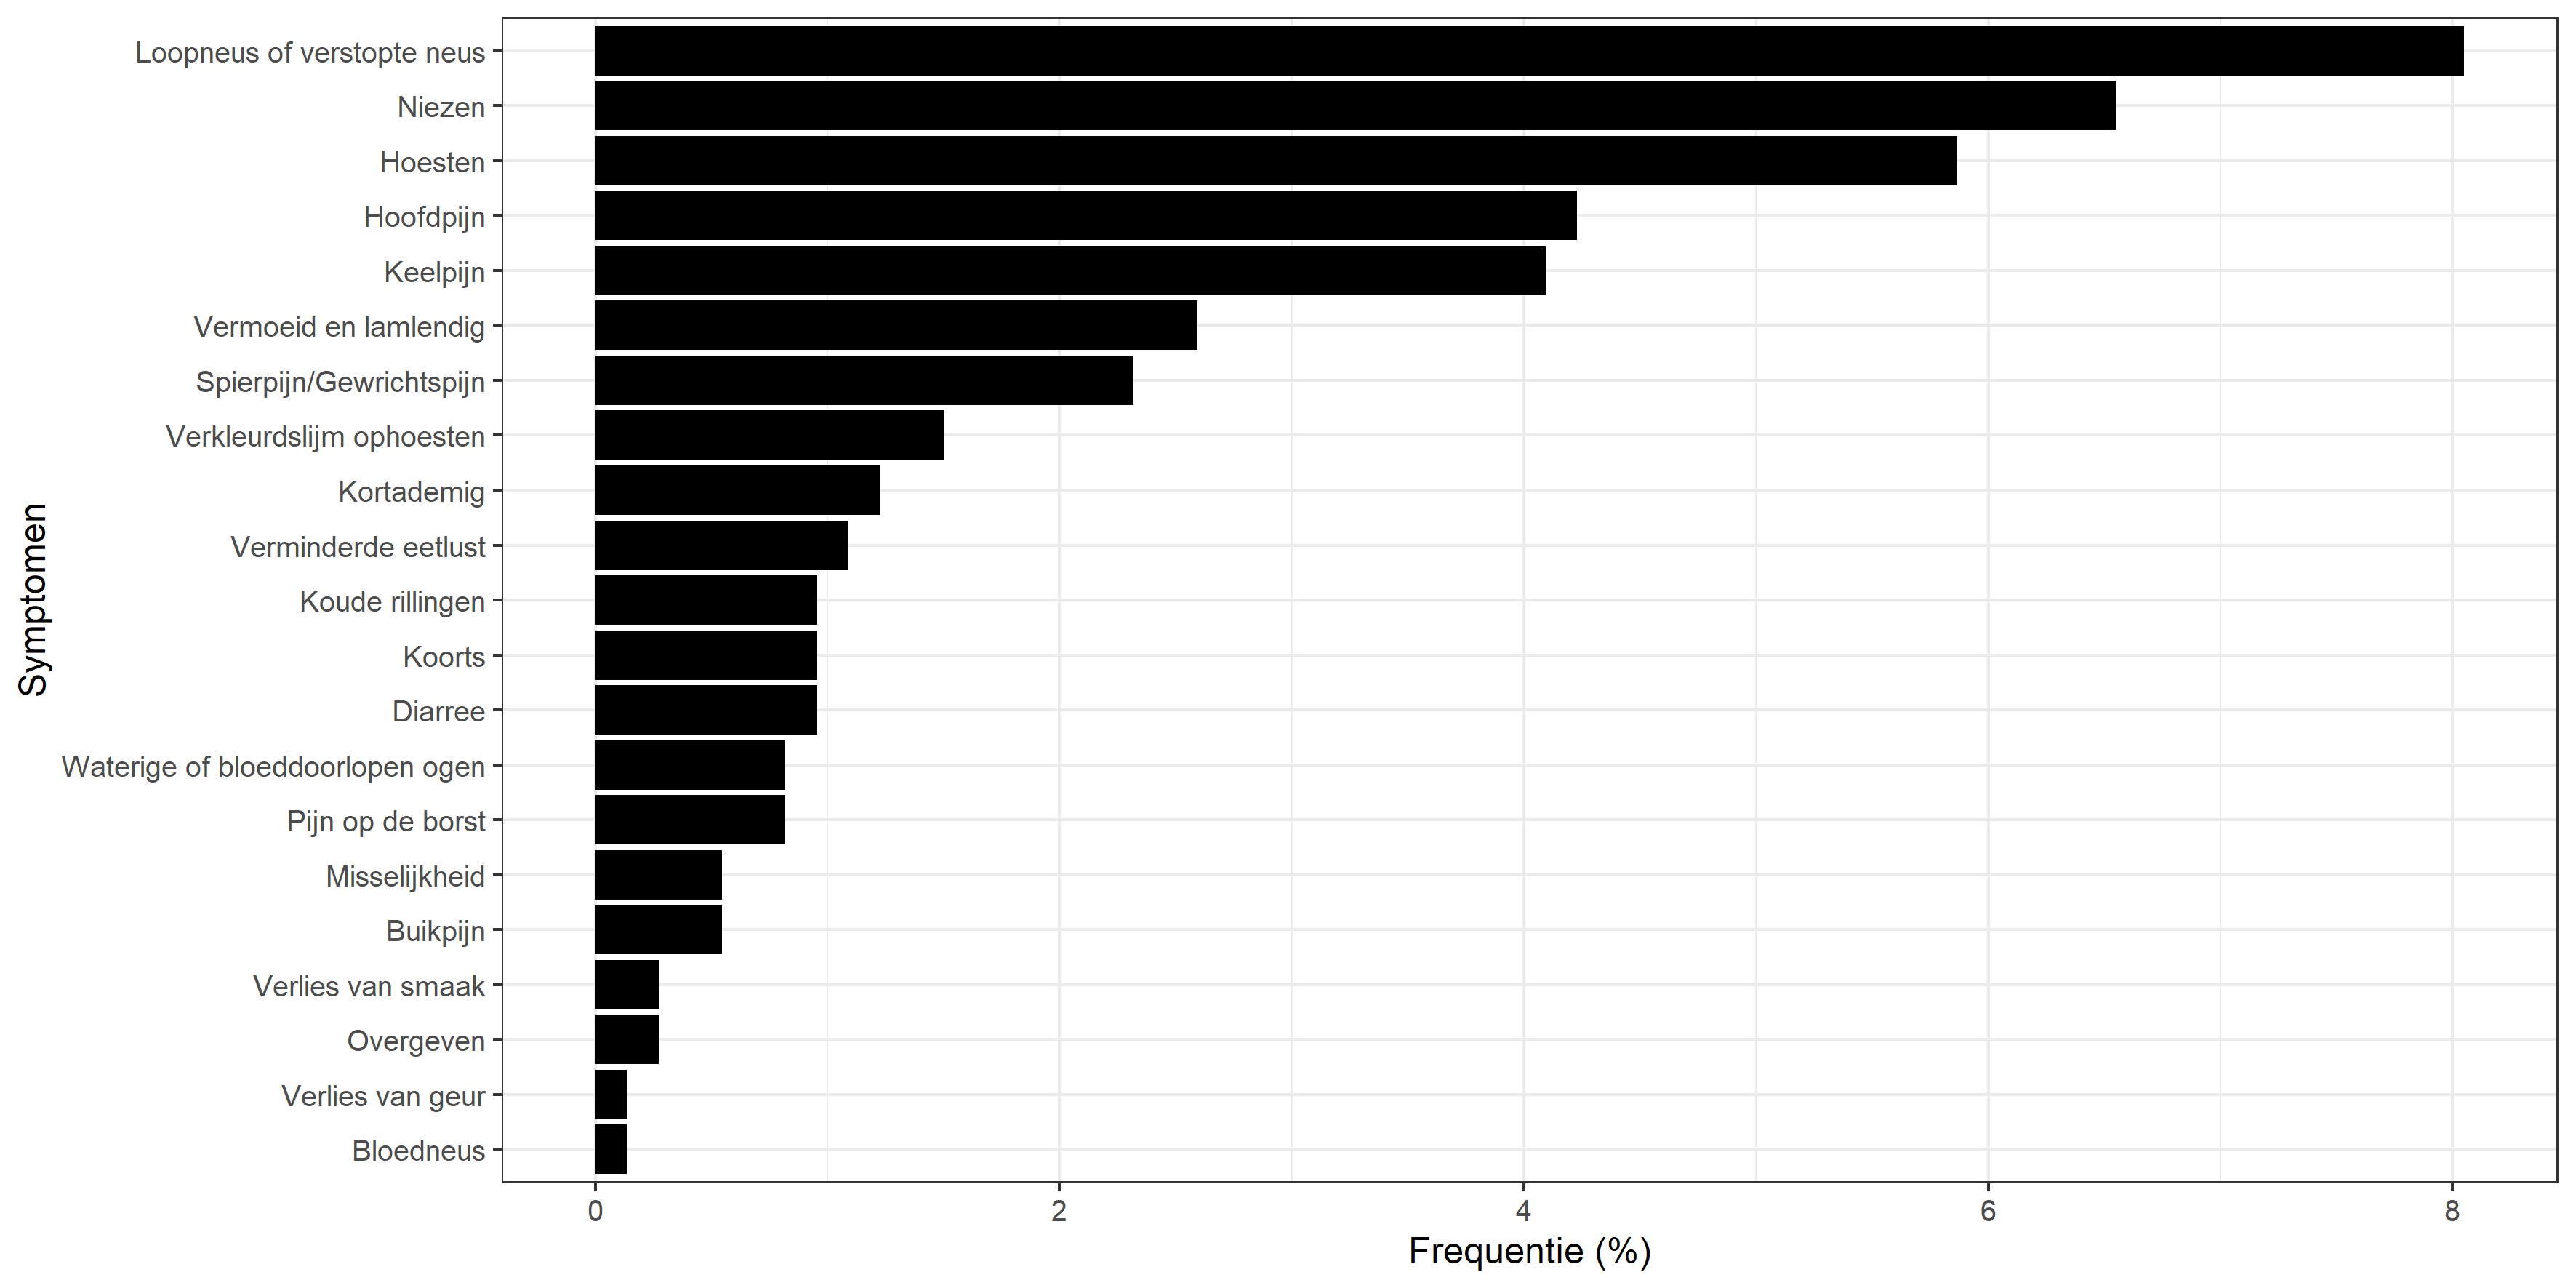 Loopneus of verstopte neus
Niezen
Hoesten
Hoofdpijn
Keelpijn
Vermoeid en lamlendig
Spierpijn/Gewrichtspijn
Verkleurdslijm ophoesten
Kortademig
Verminderde eetlust
Koude rillingen
Koorts
Diarree
Waterige of bloeddoorlopen ogen
Pijn op de borst
Misselijkheid
Buikpijn
Verlies van smaak
Overgeven
Verlies van geur
Bloedneus
Symptomen
0 2 4 6 8
Frequentie (%)